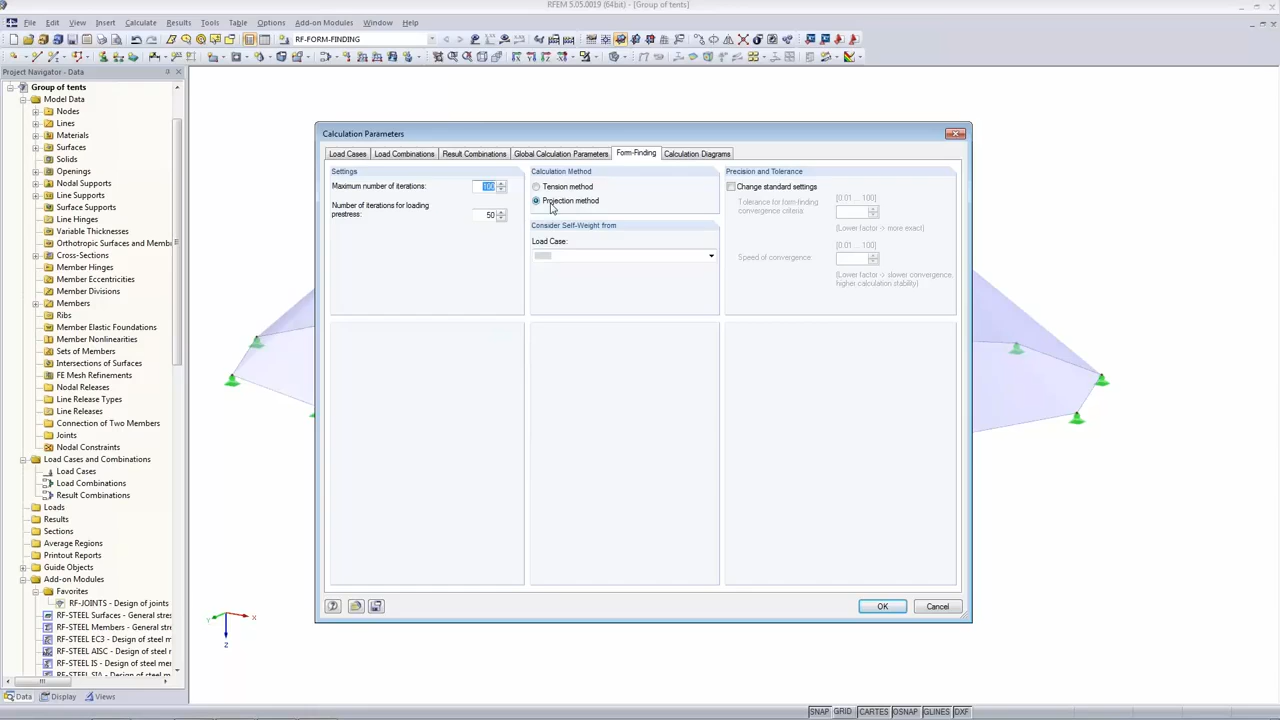 RFEM 5.05.0019 (64bit) - [Group of tents]
File Edit View Insert Calculate Results Tools Table Options Add-on Modules Window Help
RF-FORM-FINDING
Project Navigator - Data
Group of tents
Model Data
Nodes
Lines
Materials
Surfaces
Solids
Openings
Nodal Supports
Line Supports
Surface Supports
Line Hinges
Variable Thicknesses
Orthotropic Surfaces and Memb
Cross-Sections
Member Hinges
Member Eccentricities
Member Divisions
Members
Ribs
Member Elastic Foundations
Member Nonlinearities
Sets of Members
Intersections of Surfaces
FE Mesh Refinements
Nodal Releases
Line Release Types
Line Releases
Connection of Two Members
Joints
Nodal Constraints
Load Cases and Combinations
Load Cases
Load Combinations
Result Combinations
Loads
Results
Sections
Average Regions
Printout Reports
Guide Objects
Add-on Modules
Favorites
RF-JOINTS - Design of joints
RF-STEEL Surfaces - General stres
RF-STEEL Members - General stre
RF-STEEL EC3 - Design of steel m
RF-STEEL AISC - Design of steel n
RF-STEEL IS - Design of steel mer
Data Display Views
Calculation Parameters
Load Cases Load Combinations Result Combinations Global Calculation Parameters Form-Finding Calculation Diagrams
Settings
Maximum number of iterations: 100
Number of iterations for loading
prestress: 50
Calculation Method
Tension method
Projection method
Consider Self-Weight from
Load Case:
Precision and Tolerance
Change standard settings
Tolerance for form-finding
convergence criteria:
[0.01 ... 100]
(Lower factor -> more exact)
[0.01 ... 100]
Speed of convergence:
(Lower factor -> slower convergence,
higher calculation stability)
OK Cancel
X
Y
Z
SNAP GRID CARTES OSNAP GLINES DXF